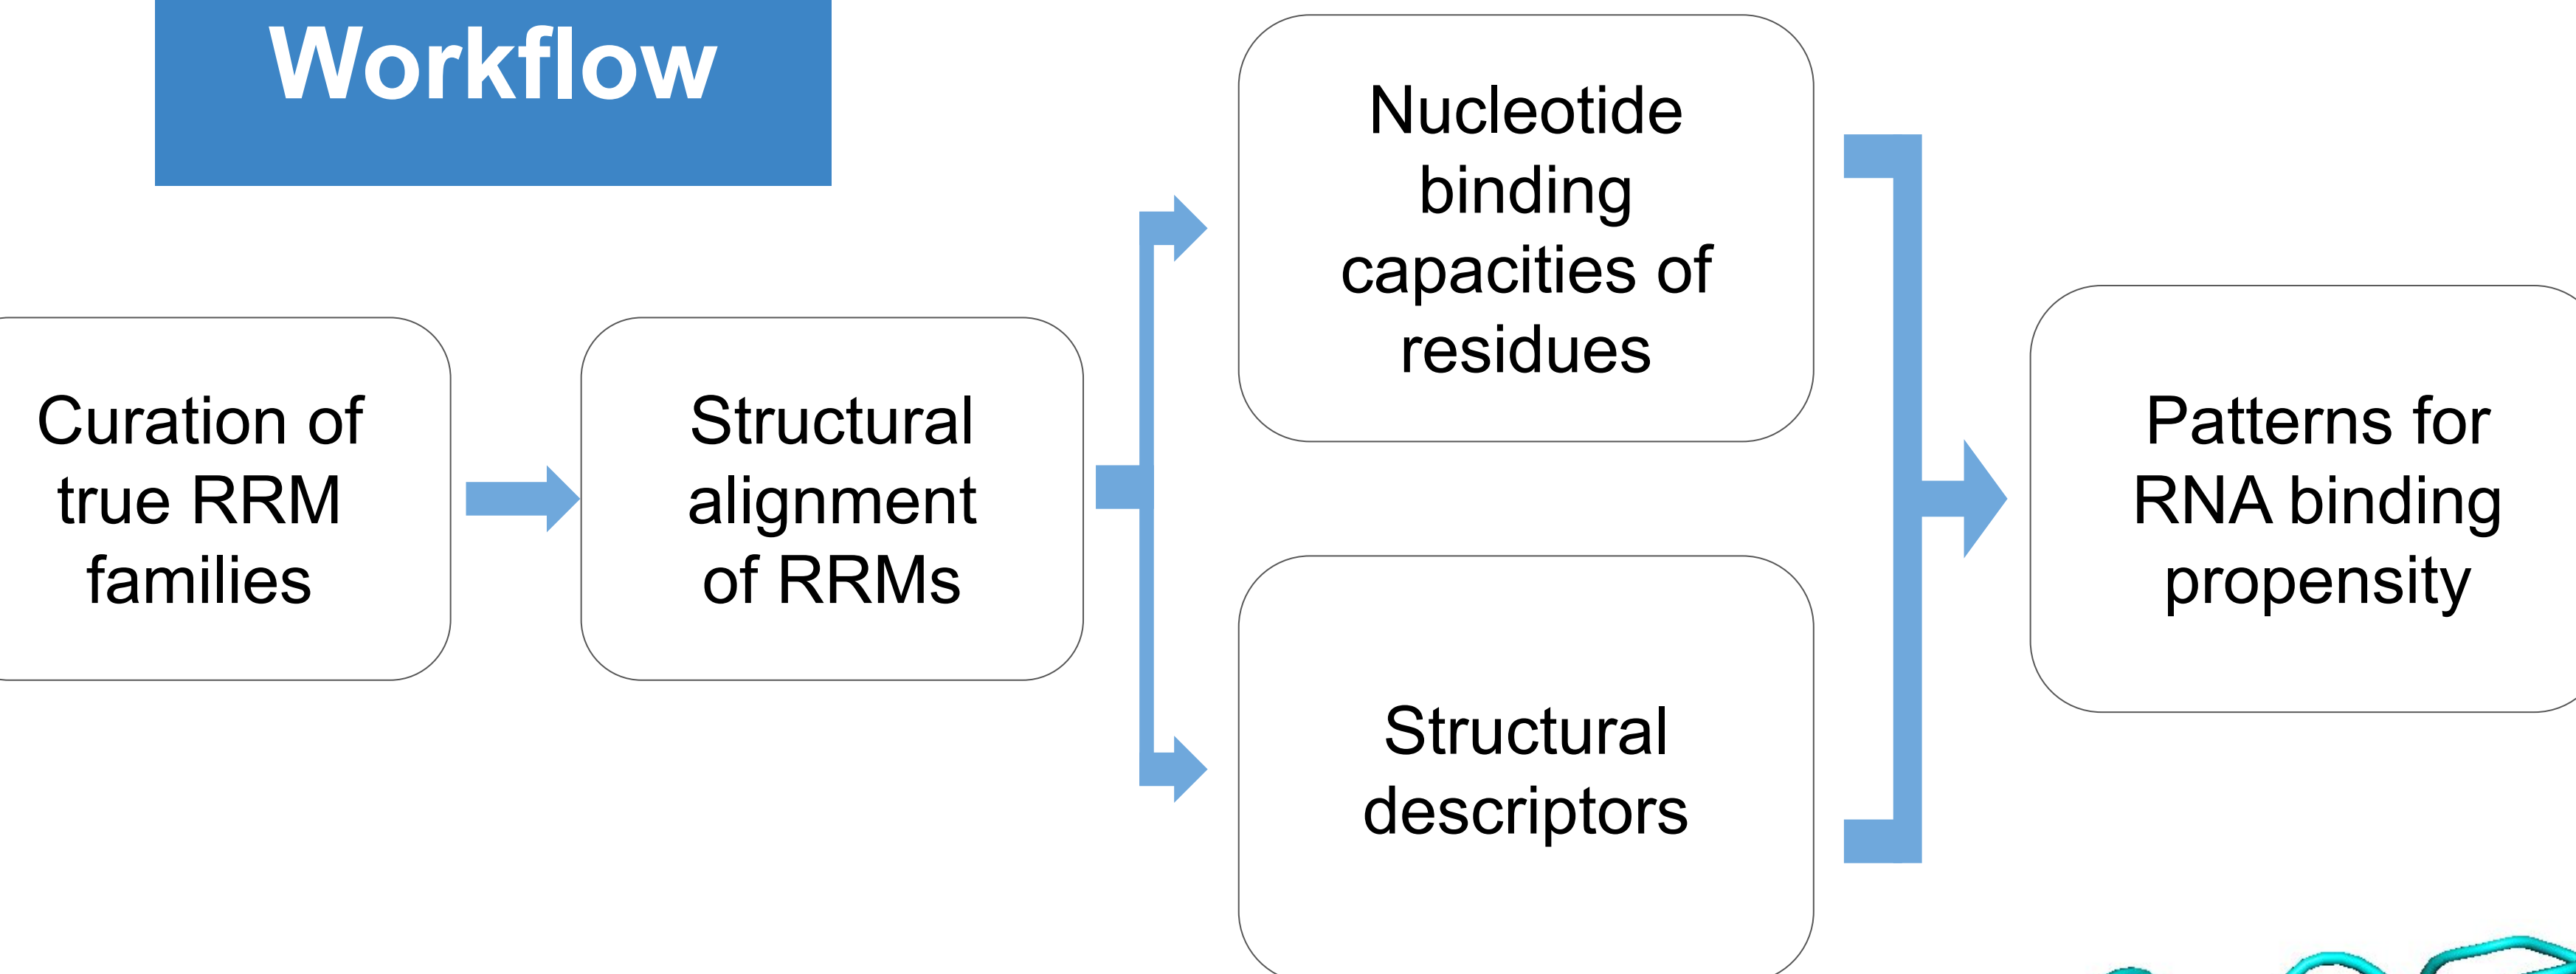 Workflow
Curation of
true RRM
families
Structural
alignment
of RRMs
Nucleotide
binding
capacities of
residues
Structural
descriptors
Patterns for
RNA binding
propensity